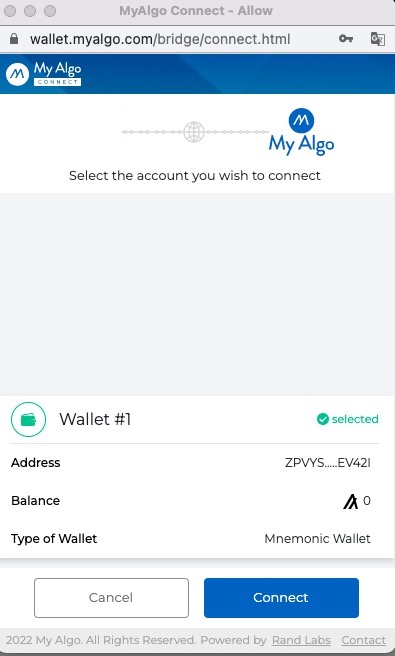 MyAlgo Connect - Allow
wallet.myalgo.com/bridge/connect.html
My Algo
CONNECT
My Algo
Select the account you wish to connect
Wallet #1 selected
Address ZPVYS.....EV42I
Balance 0
Type of Wallet Mnemonic Wallet
Cancel Connect
2022 My Algo. All Rights Reserved. Powered by Rand Labs Contact